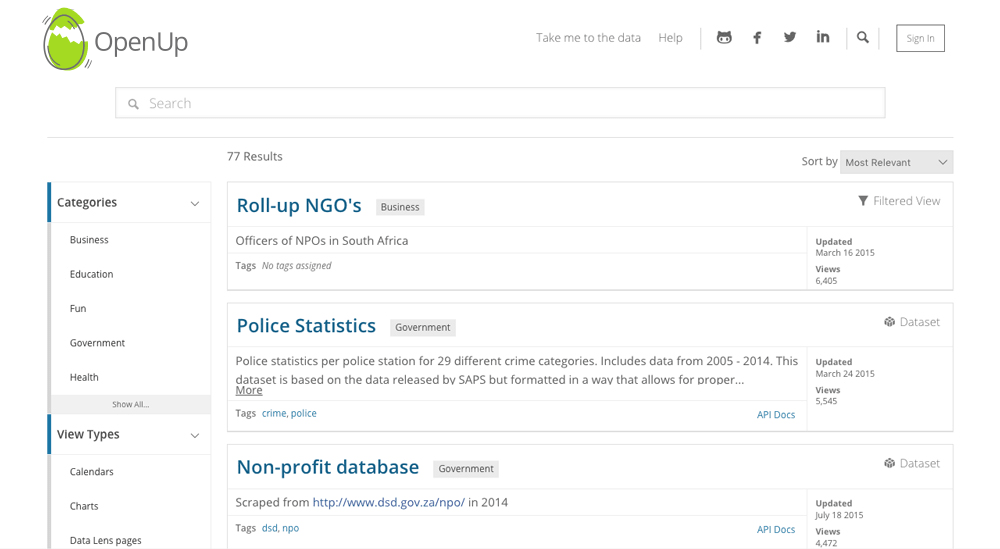 OpenUp
Take me to the data Help Sign In
Search
77 Results
Sort by Most Relevant
Categories
Business
Education
Fun
Government
Health
Show All...
View Types
Calendars
Charts
Data Lens pages
Roll-up NGO's Business Filtered View
Officers of NPOs in South Africa
Tags No tags assigned
Updated
March 16 2015
Views
6,405
Police Statistics Government Dataset
Police statistics per police station for 29 different crime categories. Includes data from 2005 - 2014. This
dataset is based on the data released by SAPS but formatted in a way that allows for proper...
More
Tags crime, police API Docs
Updated
March 24 2015
Views
5,545
Non-profit database Government Dataset
Scraped from http://www.dsd.gov.za/npo/ in 2014
Tags dsd, npo API Docs
Updated
July 18 2015
Views
4,472